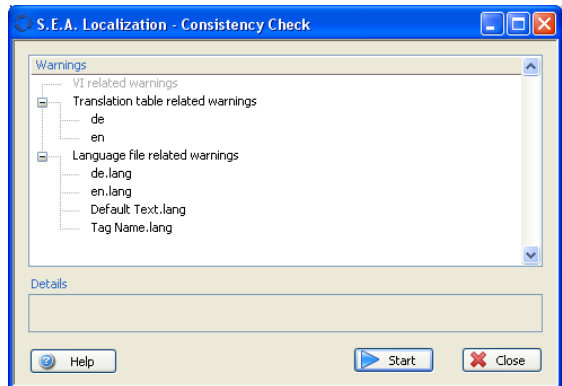 S.E.A. Localization - Consistency Check
Warnings
VI related warnings
Translation table related warnings
de
en
Language file related warnings
de.lang
en.lang
Default Text.lang
Tag Name.lang
Details
Help
Start
Close